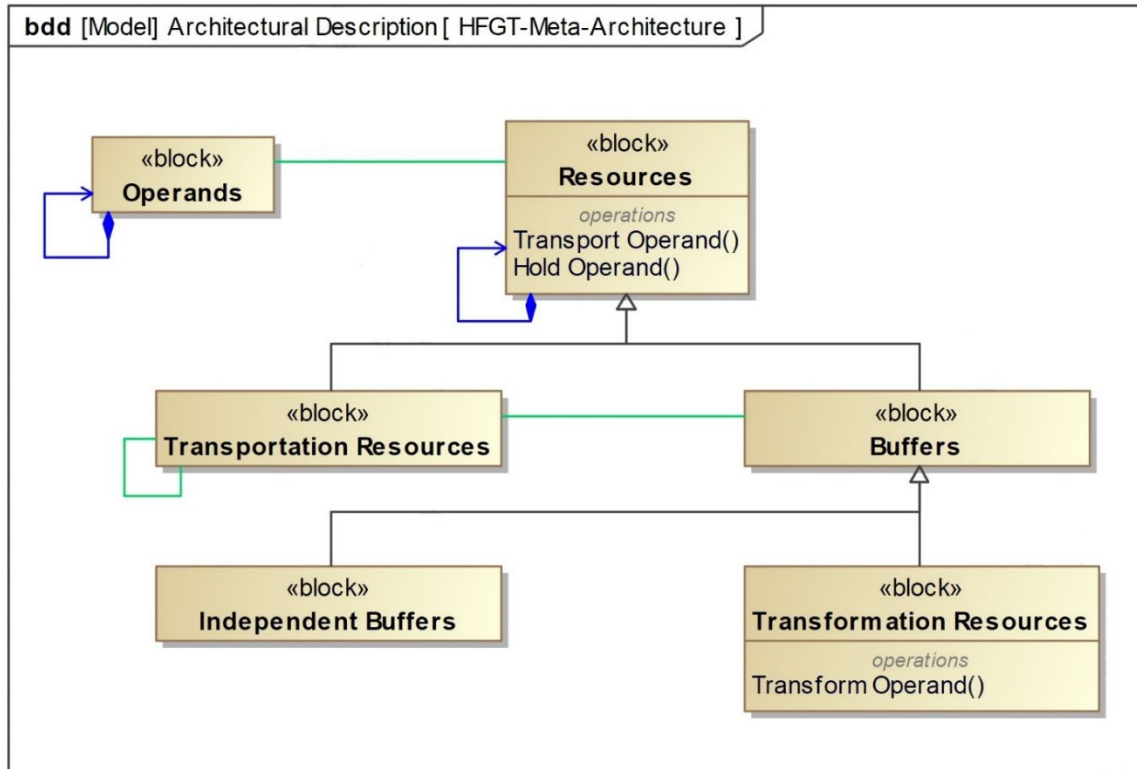 bdd [Model] Architectural Description [ HFGT-Meta-Architecture ]
«block»
Operands
«block»
Resources
operations
Transport Operand()
Hold Operand()
«block»
Transportation Resources
«block»
Buffers
«block»
Independent Buffers
«block»
Transformation Resources
operations
Transform Operand()